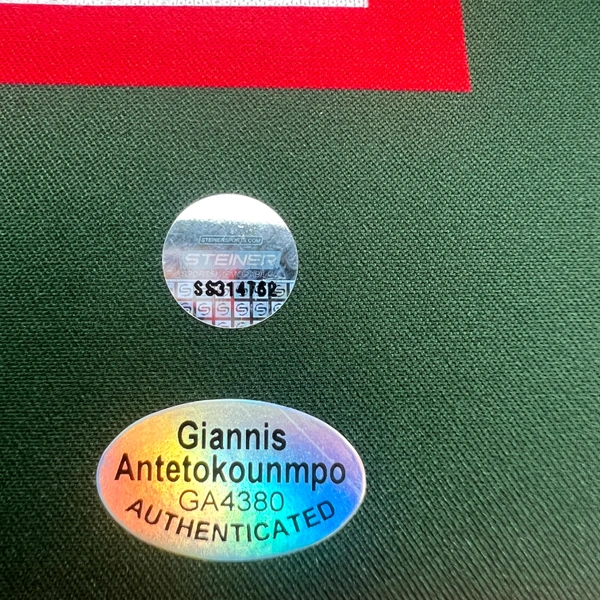 STEINERSPORTS.COM
STEINER
SS314762
Giannis
Antetokounmpo
GA4380
AUTHENTICATED